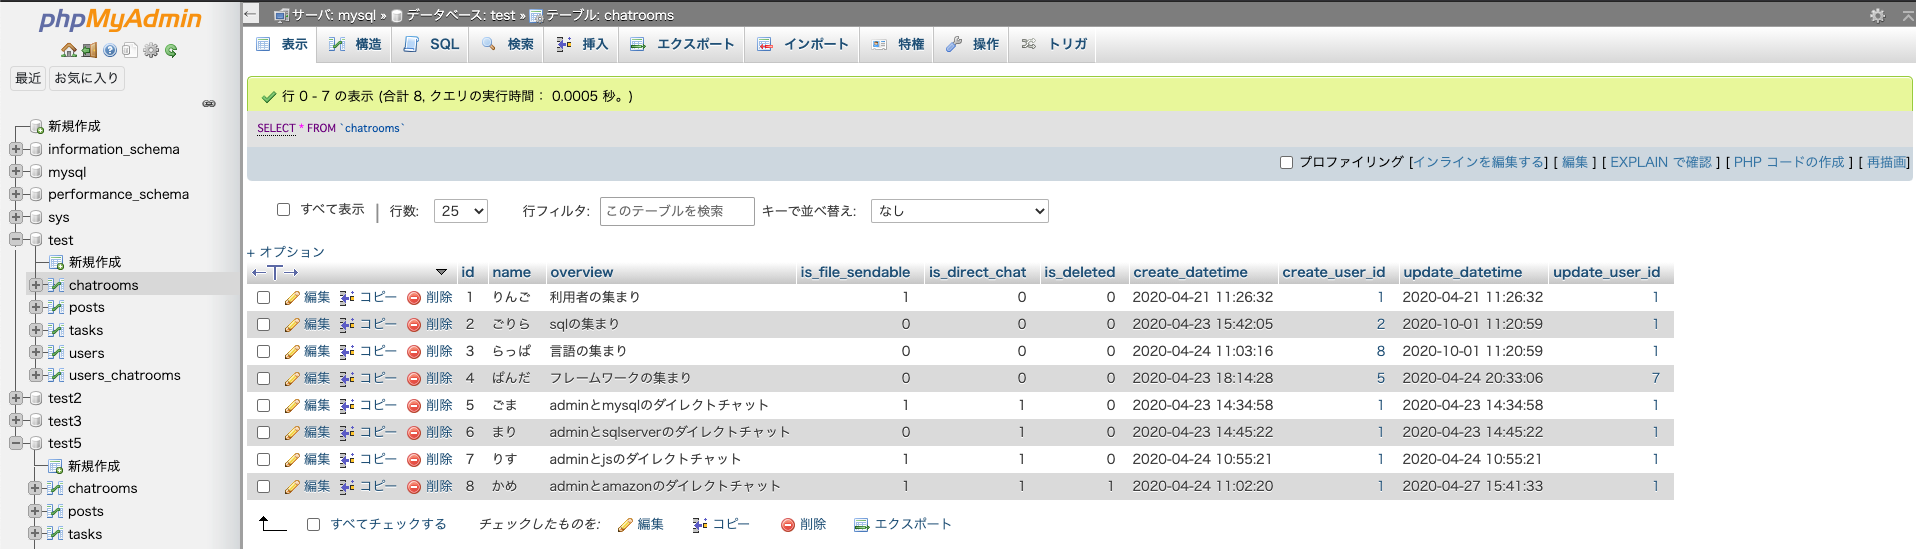 phpMyAdmin
最近 お気に入り
新規作成
information_schema
mysql
performance_schema
sys
test
新規作成
chatrooms
posts
tasks
users
users_chatrooms
test2
test3
test5
新規作成
chatrooms
posts
tasks
サーバ: mysql » データベース: test » テーブル: chatrooms
表示 構造 SQL 検索 挿入 エクスポート インポート 特権 操作 トリガ
行 0 - 7 の表示 (合計 8, クエリの実行時間： 0.0005 秒。)
SELECT * FROM `chatrooms`
プロファイリング [インラインを編集する] [ 編集 ] [ EXPLAIN で確認 ] [ PHP コードの作成 ] [ 再描画]
すべて表示 | 行数: 25 行フィルタ: このテーブルを検索 キーで並べ替え: なし
+ オプション
←T→ id name overview is_file_sendable is_direct_chat is_deleted create_datetime create_user_id update_datetime update_user_id
編集 コピー 削除 1 りんご 利用者の集まり 1 0 0 2020-04-21 11:26:32 1 2020-04-21 11:26:32 1
編集 コピー 削除 2 ごりら sqlの集まり 0 0 0 2020-04-23 15:42:05 2 2020-10-01 11:20:59 1
編集 コピー 削除 3 らっぱ 言語の集まり 0 0 0 2020-04-24 11:03:16 8 2020-10-01 11:20:59 1
編集 コピー 削除 4 ぱんだ フレームワークの集まり 0 0 0 2020-04-23 18:14:28 5 2020-04-24 20:33:06 7
編集 コピー 削除 5 ごま adminとmysqlのダイレクトチャット 1 1 0 2020-04-23 14:34:58 1 2020-04-23 14:34:58 1
編集 コピー 削除 6 まり adminとsqlserverのダイレクトチャット 0 1 0 2020-04-23 14:45:22 1 2020-04-23 14:45:22 1
編集 コピー 削除 7 りす adminとjsのダイレクトチャット 1 1 0 2020-04-24 10:55:21 1 2020-04-24 10:55:21 1
編集 コピー 削除 8 かめ adminとamazonのダイレクトチャット 1 1 1 2020-04-24 11:02:20 1 2020-04-27 15:41:33 1
すべてチェックする チェックしたものを: 編集 コピー 削除 エクスポート